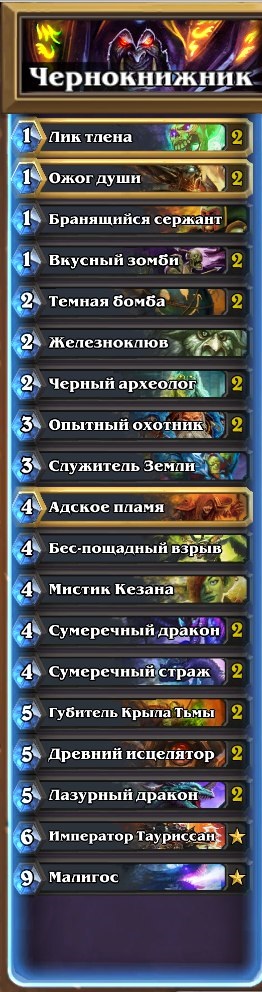 Чернокнижник
1 Лик тлена 2
1 Ожог души 2
1 Бранящийся сержант
1 Вкусный зомби 2
2 Темная бомба 2
2 Железноклюв
2 Черный археолог 2
3 Опытный охотник 2
3 Служитель Земли
4 Адское пламя
4 Бес-пощадный взрыв
4 Мистик Кезана
4 Сумеречный дракон 2
4 Сумеречный страж 2
5 Губитель Крыла Тьмы 2
5 Древний исцелятор 2
5 Лазурный дракон 2
6 Император Тауриссан
9 Малигос